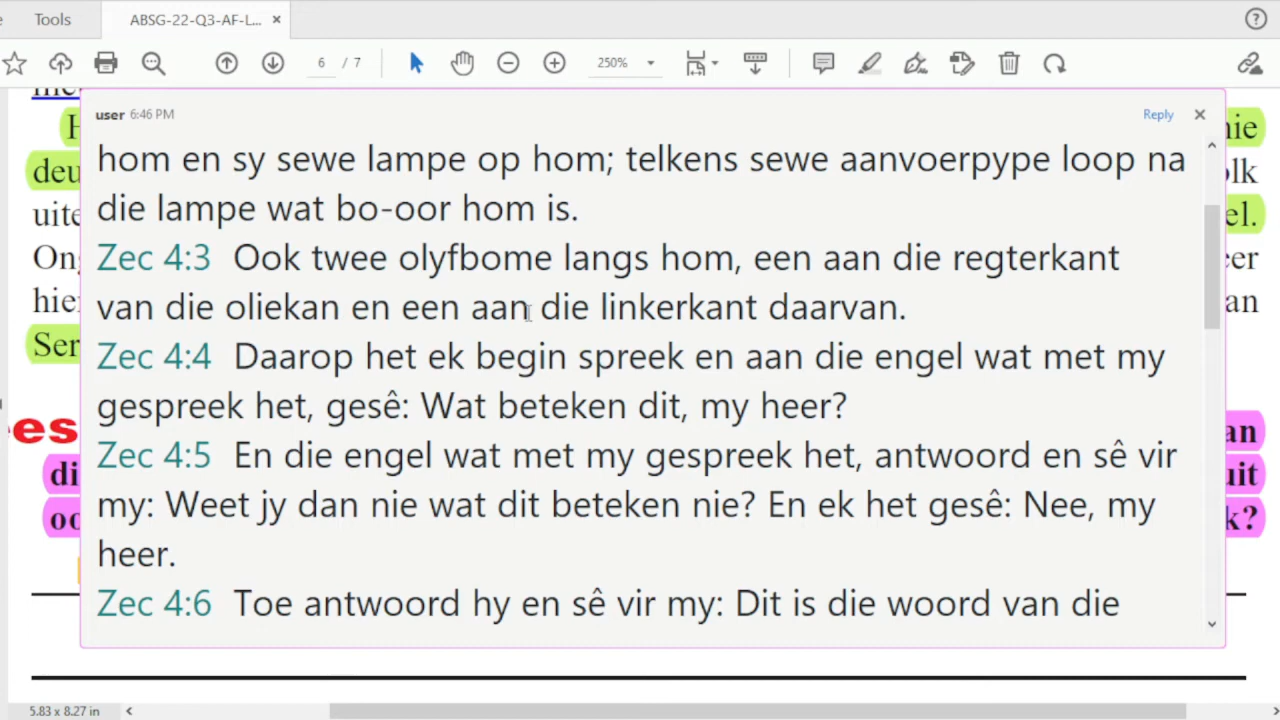 Tools
ABSG-22-Q3-AF-L...
6 / 7
250%
user 6:46 PM
Reply
hom en sy sewe lampe op hom; telkens sewe aanvoerpype loop na
die lampe wat bo-oor hom is.
Zec 4:3 Ook twee olyfbome langs hom, een aan die regterkant
van die oliekan en een aan die linkerkant daarvan.
Zec 4:4 Daarop het ek begin spreek en aan die engel wat met my
gespreek het, gesê: Wat beteken dit, my heer?
Zec 4:5 En die engel wat met my gespreek het, antwoord en sê vir
my: Weet jy dan nie wat dit beteken nie? En ek het gesê: Nee, my
heer.
Zec 4:6 Toe antwoord hy en sê vir my: Dit is die woord van die
5.83 x 8.27 in